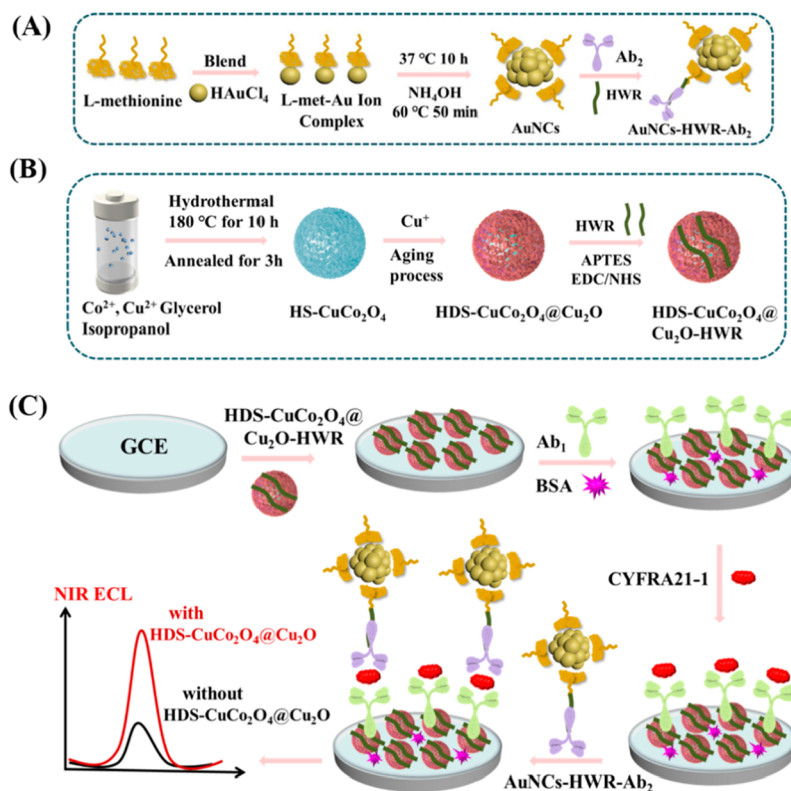 (A)
L-methionine
Blend
HAuCl₄
L-met-Au Ion
Complex
37 °C 10 h
NH₄OH
60 °C 50 min
AuNCs
Ab₂
HWR
AuNCs-HWR-Ab₂
(B)
Co²⁺, Cu²⁺ Glycerol
Isopropanol
Hydrothermal
180 °C for 10 h
Annealed for 3h
HS-CuCo₂O₄
Cu⁺
Aging
process
HDS-CuCo₂O₄@Cu₂O
HWR
APTES
EDC/NHS
HDS-CuCo₂O₄@
Cu₂O-HWR
(C)
GCE
HDS-CuCo₂O₄@
Cu₂O-HWR
Ab₁
BSA
CYFRA21-1
AuNCs-HWR-Ab₂
NIR ECL
with
HDS-CuCo₂O₄@Cu₂O
without
HDS-CuCo₂O₄@Cu₂O